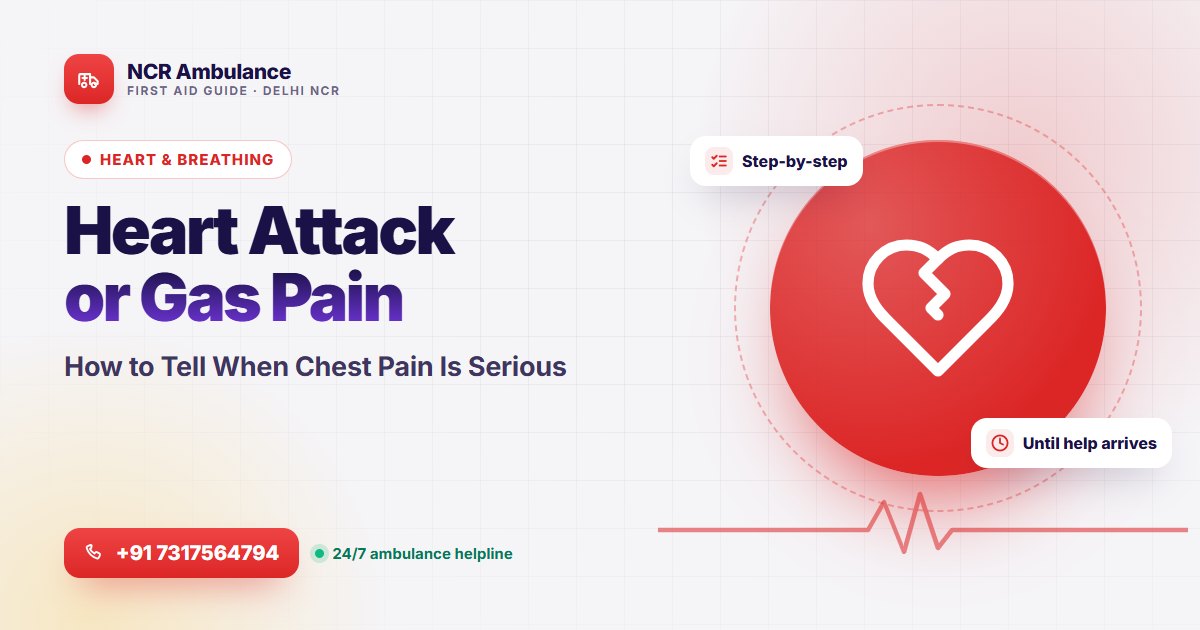 NCR Ambulance
FIRST AID GUIDE · DELHI NCR
HEART & BREATHING
Heart Attack
or Gas Pain
How to Tell When Chest Pain Is Serious
+91 7317564794
24/7 ambulance helpline
Step-by-step
Until help arrives